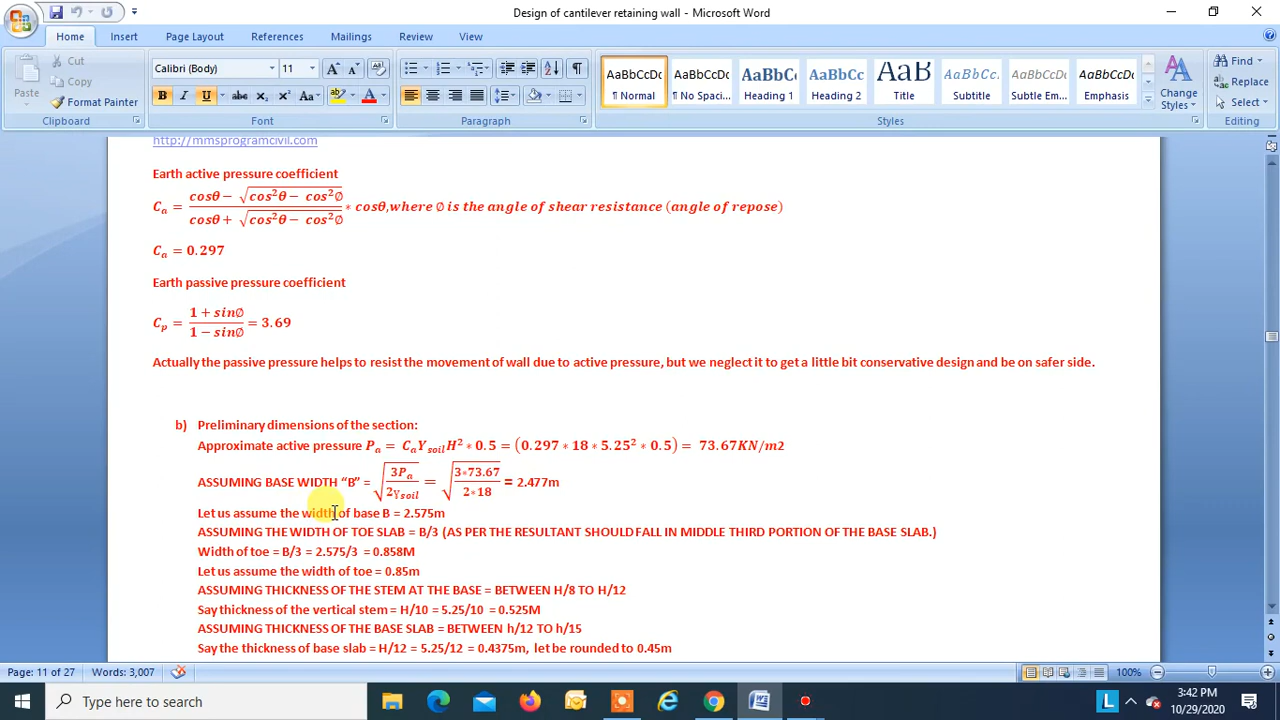 Design of cantilever retaining wall - Microsoft Word
Home Insert Page Layout References Mailings Review View
Cut
Copy
Format Painter
Paste
Clipboard
Calibri (Body) 11
Font
Paragraph
AaBbCcDc AaBbCcDc AaBbCc AaBbCc AaB AaBbCc. AaBbCcDc AaBbCcDc
¶ Normal ¶ No Spaci... Heading 1 Heading 2 Title Subtitle Subtle Em... Emphasis
Change Styles
Styles
Find
Replace
Select
Editing
http://mmsprogramcivil.com
Earth active pressure coefficient
C_a = (cosθ − √(cos²θ − cos²∅)) / (cosθ + √(cos²θ − cos²∅)) * cosθ,where ∅ is the angle of shear resistance (angle of repose)
C_a = 0.297
Earth passive pressure coefficient
C_p = (1 + sin∅) / (1 − sin∅) = 3.69
Actually the passive pressure helps to resist the movement of wall due to active pressure, but we neglect it to get a little bit conservative design and be on safer side.
b) Preliminary dimensions of the section:
Approximate active pressure P_a = C_aY_soilH² * 0.5 = (0.297 * 18 * 5.25² * 0.5) = 73.67KN/m2
ASSUMING BASE WIDTH “B” = √(3P_a / 2Y_soil) = √(3*73.67 / 2*18) = 2.477m
Let us assume the width of base B = 2.575m
ASSUMING THE WIDTH OF TOE SLAB = B/3 (AS PER THE RESULTANT SHOULD FALL IN MIDDLE THIRD PORTION OF THE BASE SLAB.)
Width of toe = B/3 = 2.575/3 = 0.858M
Let us assume the width of toe = 0.85m
ASSUMING THICKNESS OF THE STEM AT THE BASE = BETWEEN H/8 TO H/12
Say thickness of the vertical stem = H/10 = 5.25/10 = 0.525M
ASSUMING THICKNESS OF THE BASE SLAB = BETWEEN h/12 TO h/15
Say the thickness of base slab = H/12 = 5.25/12 = 0.4375m, let be rounded to 0.45m
Page: 11 of 27 Words: 3,007
100%
Type here to search
3:42 PM
10/29/2020